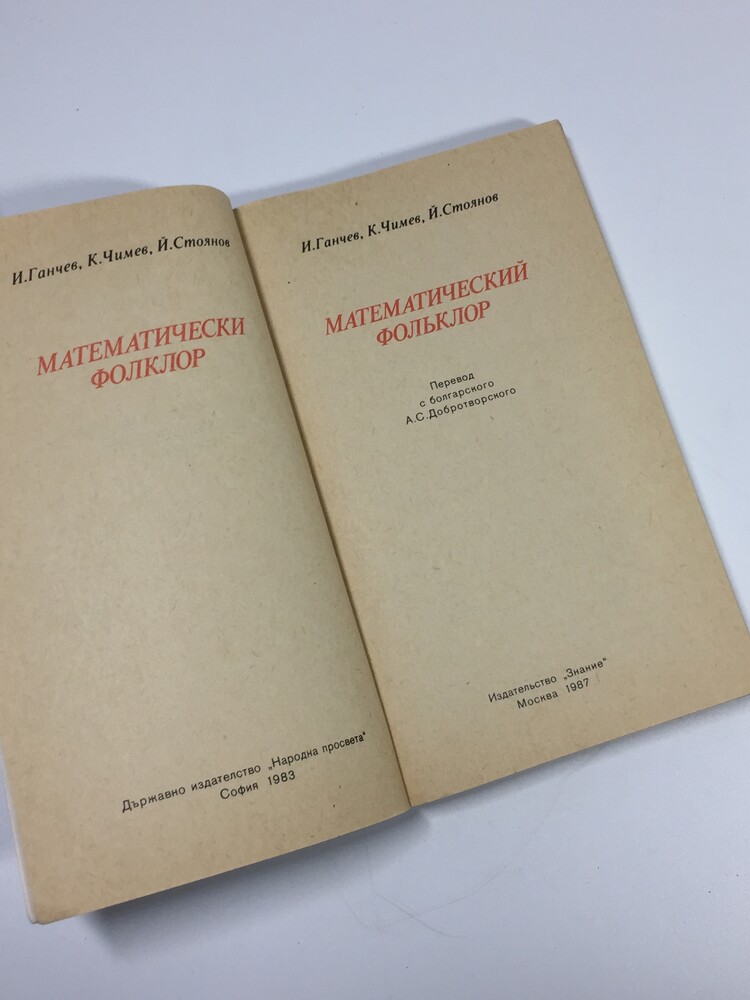 И.Ганчев, К.Чимев, Й.Стоянов
МАТЕМАТИЧЕСКИ
ФОЛКЛОР
Държавно издателство „Народна просвета"
София 1983
И.Ганчев, К.Чимев, Й.Стоянов
МАТЕМАТИЧЕСКИЙ
ФОЛЬКЛОР
Перевод
с болгарского
А.С.Добротворского
Издательство „Знание"
Москва 1987